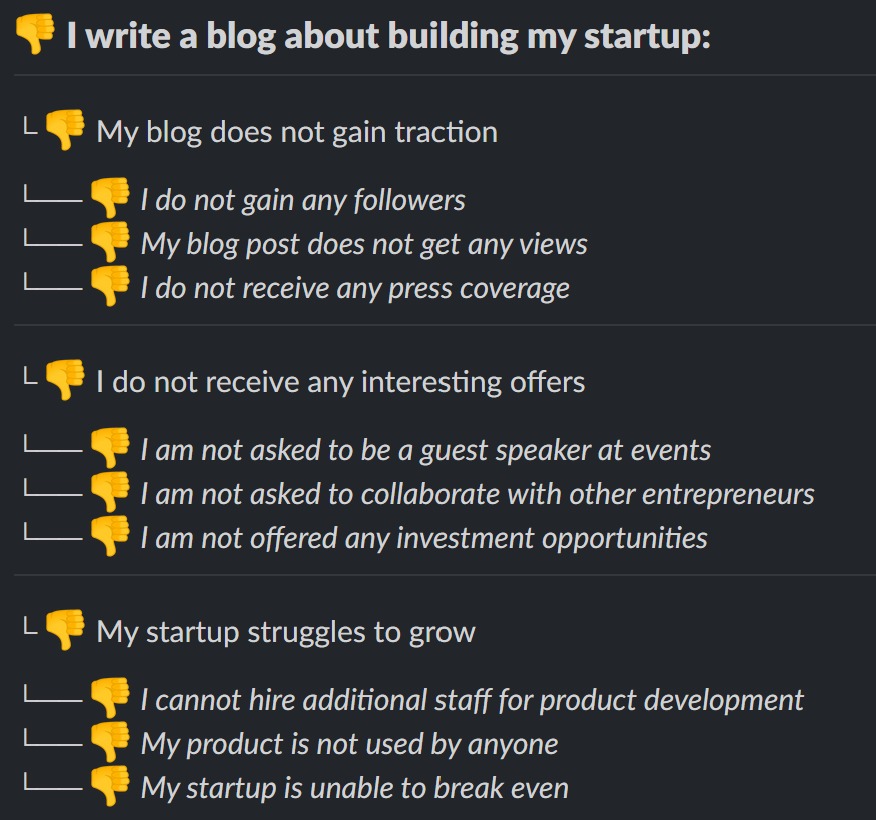 👎 I write a blog about building my startup:
└ 👎 My blog does not gain traction
└── 👎 I do not gain any followers
└── 👎 My blog post does not get any views
└── 👎 I do not receive any press coverage
└ 👎 I do not receive any interesting offers
└── 👎 I am not asked to be a guest speaker at events
└── 👎 I am not asked to collaborate with other entrepreneurs
└── 👎 I am not offered any investment opportunities
└ 👎 My startup struggles to grow
└── 👎 I cannot hire additional staff for product development
└── 👎 My product is not used by anyone
└── 👎 My startup is unable to break even